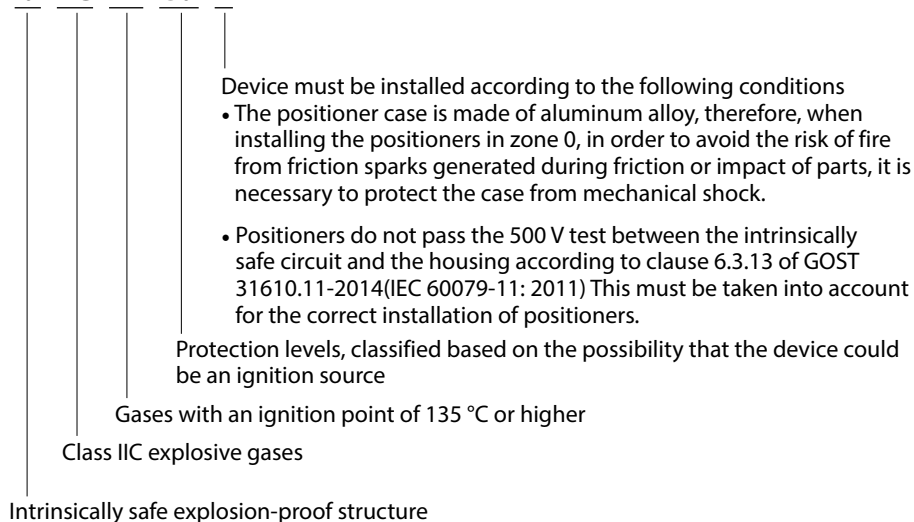 Device must be installed according to the following conditions
• The positioner case is made of aluminum alloy, therefore, when
installing the positioners in zone 0, in order to avoid the risk of fire
from friction sparks generated during friction or impact of parts, it is
necessary to protect the case from mechanical shock.
• Positioners do not pass the 500 V test between the intrinsically
safe circuit and the housing according to clause 6.3.13 of GOST
31610.11-2014(IEC 60079-11: 2011) This must be taken into account
for the correct installation of positioners.
Protection levels, classified based on the possibility that the device could
be an ignition source
Gases with an ignition point of 135 °C or higher
Class IIC explosive gases
Intrinsically safe explosion-proof structure